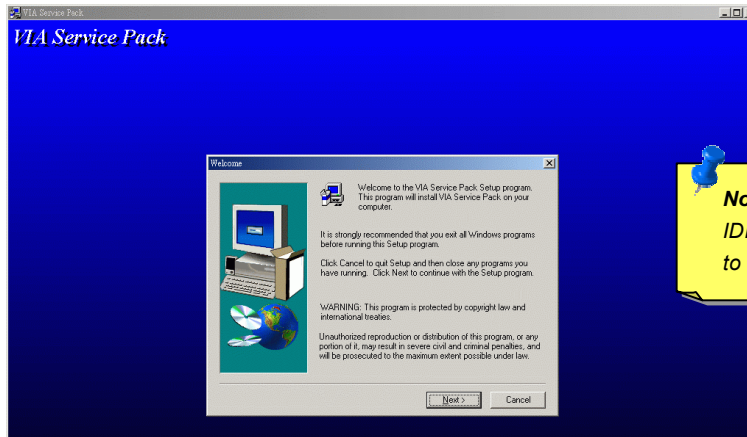 VIA Service Pack
VIA Service Pack
Welcome
Welcome to the VIA Service Pack Setup program.
This program will install VIA Service Pack on your
computer.
It is strongly recommended that you exit all Windows programs
before running this Setup program.
Click Cancel to quit Setup and then close any programs you
have running. Click Next to continue with the Setup program.
WARNING: This program is protected by copyright law and
international treaties.
Unauthorized reproduction or distribution of this program, or any
portion of it, may result in severe civil and criminal penalties, and
will be prosecuted to the maximum extent possible under law.
Next >
Cancel
to